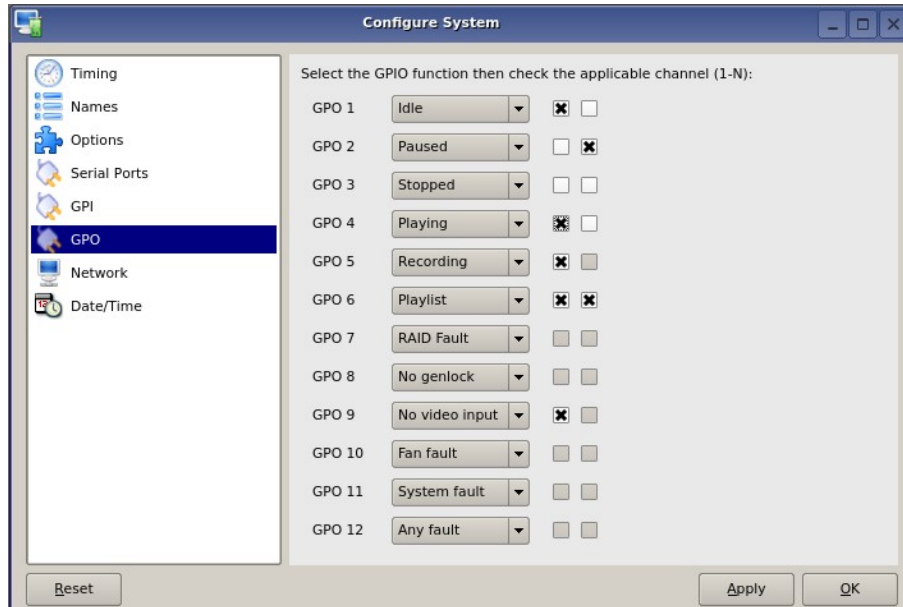 Configure System
Timing
Names
Options
Serial Ports
GPI
GPO
Network
Date/Time
Select the GPIO function then check the applicable channel (1-N):
GPO 1 Idle
GPO 2 Paused
GPO 3 Stopped
GPO 4 Playing
GPO 5 Recording
GPO 6 Playlist
GPO 7 RAID Fault
GPO 8 No genlock
GPO 9 No video input
GPO 10 Fan fault
GPO 11 System fault
GPO 12 Any fault
Reset Apply OK